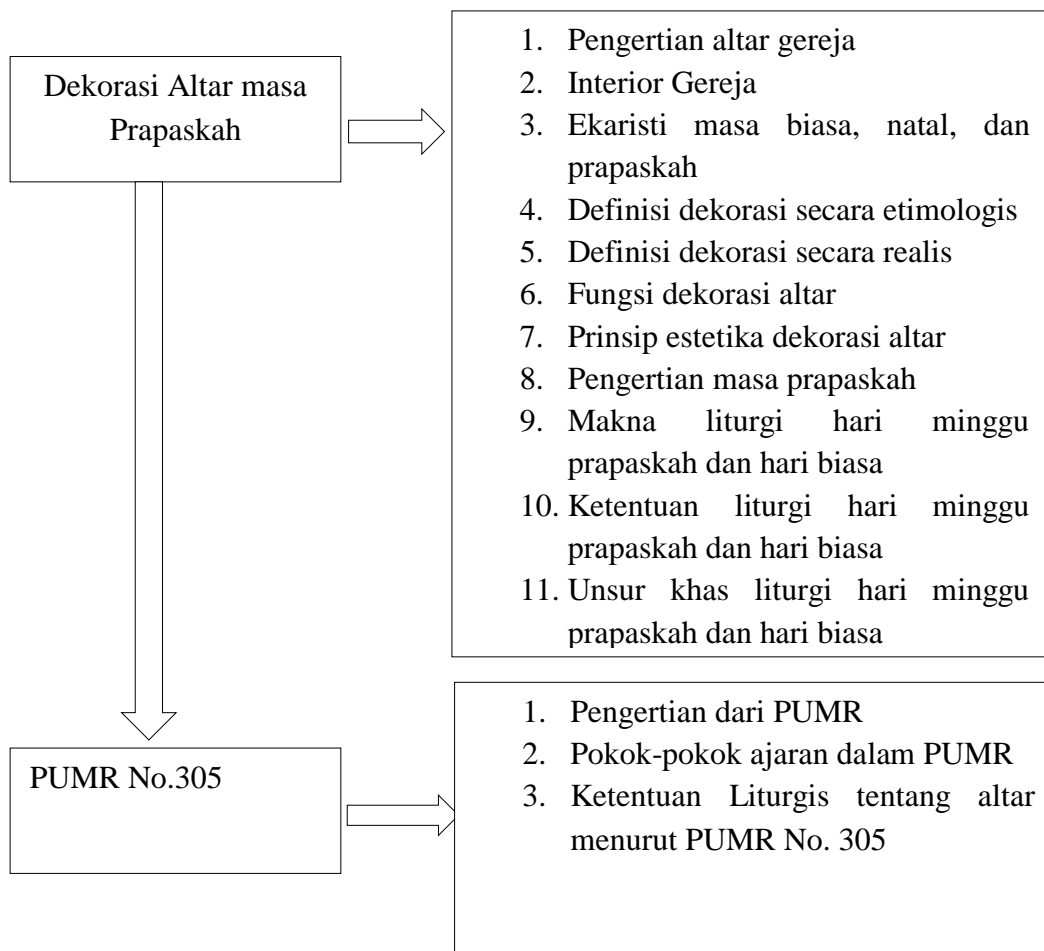 Dekorasi Altar masa
Prapaskah
1. Pengertian altar gereja
2. Interior Gereja
3. Ekaristi masa biasa, natal, dan
prapaskah
4. Definisi dekorasi secara etimologis
5. Definisi dekorasi secara realis
6. Fungsi dekorasi altar
7. Prinsip estetika dekorasi altar
8. Pengertian masa prapaskah
9. Makna liturgi hari minggu
prapaskah dan hari biasa
10. Ketentuan liturgi hari minggu
prapaskah dan hari biasa
11. Unsur khas liturgi hari minggu
prapaskah dan hari biasa
PUMR No.305
1. Pengertian dari PUMR
2. Pokok-pokok ajaran dalam PUMR
3. Ketentuan Liturgis tentang altar
menurut PUMR No. 305